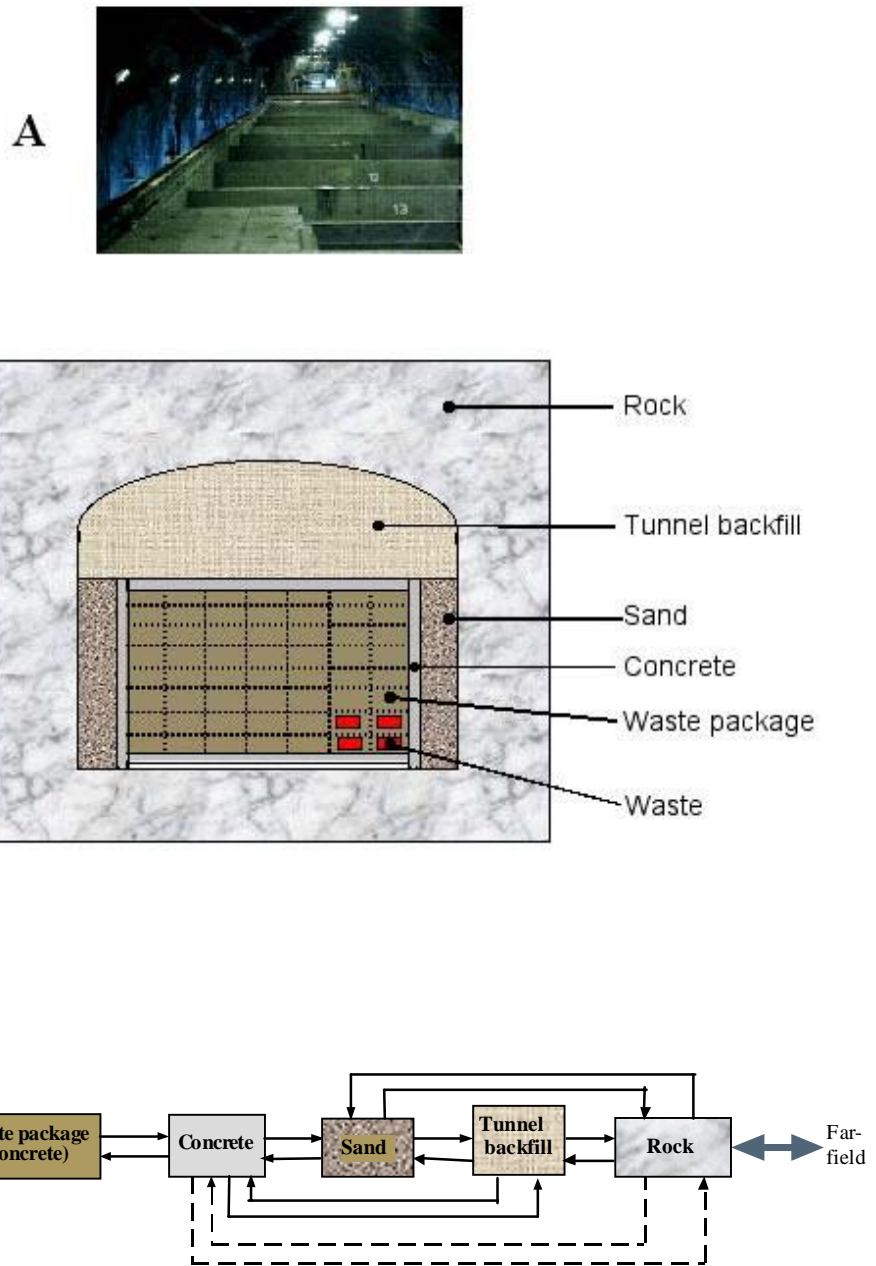 A
12
13
Rock
Tunnel backfill
Sand
Concrete
Waste package
Waste
te package
oncrete)
Concrete
Sand
Tunnel
backfill
Rock
Far-
field